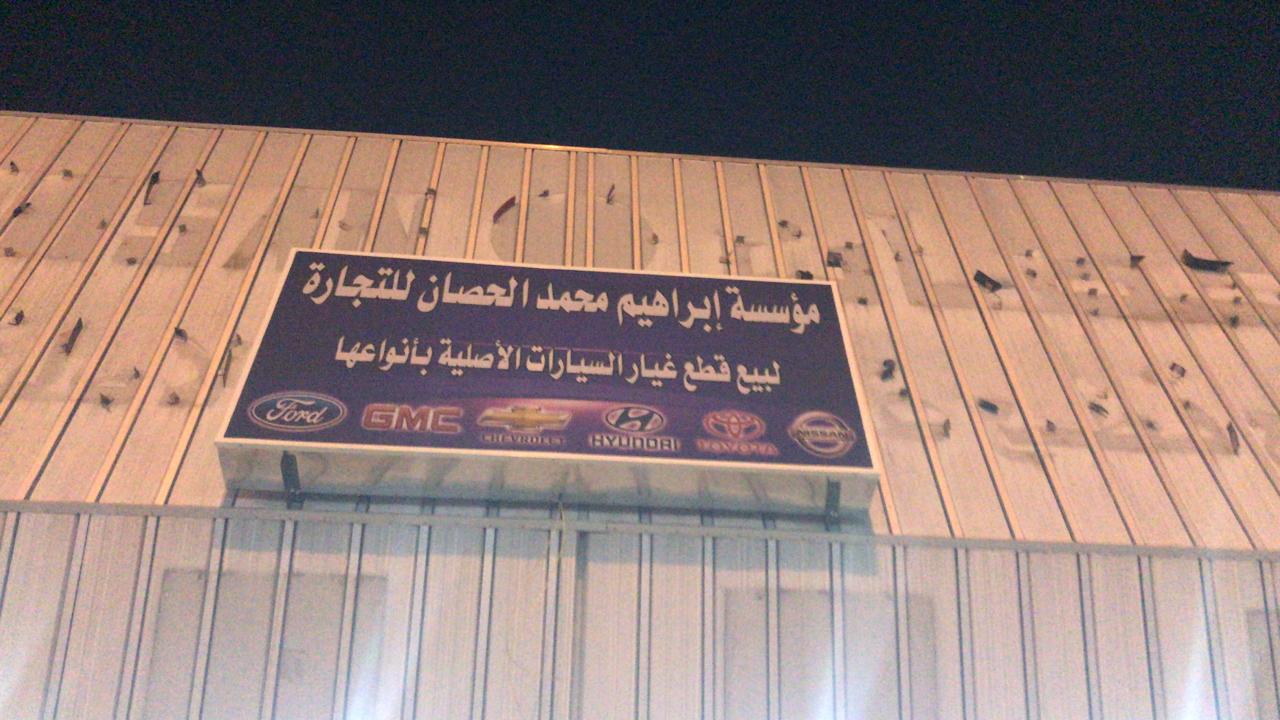 مؤسسة إبراهيم محمد الحصان للتجارة
لبيع قطع غيار السيارات الأصلية بأنواعها
Ford GMC CHEVROLET HYUNDAI TOYOTA NISSAN